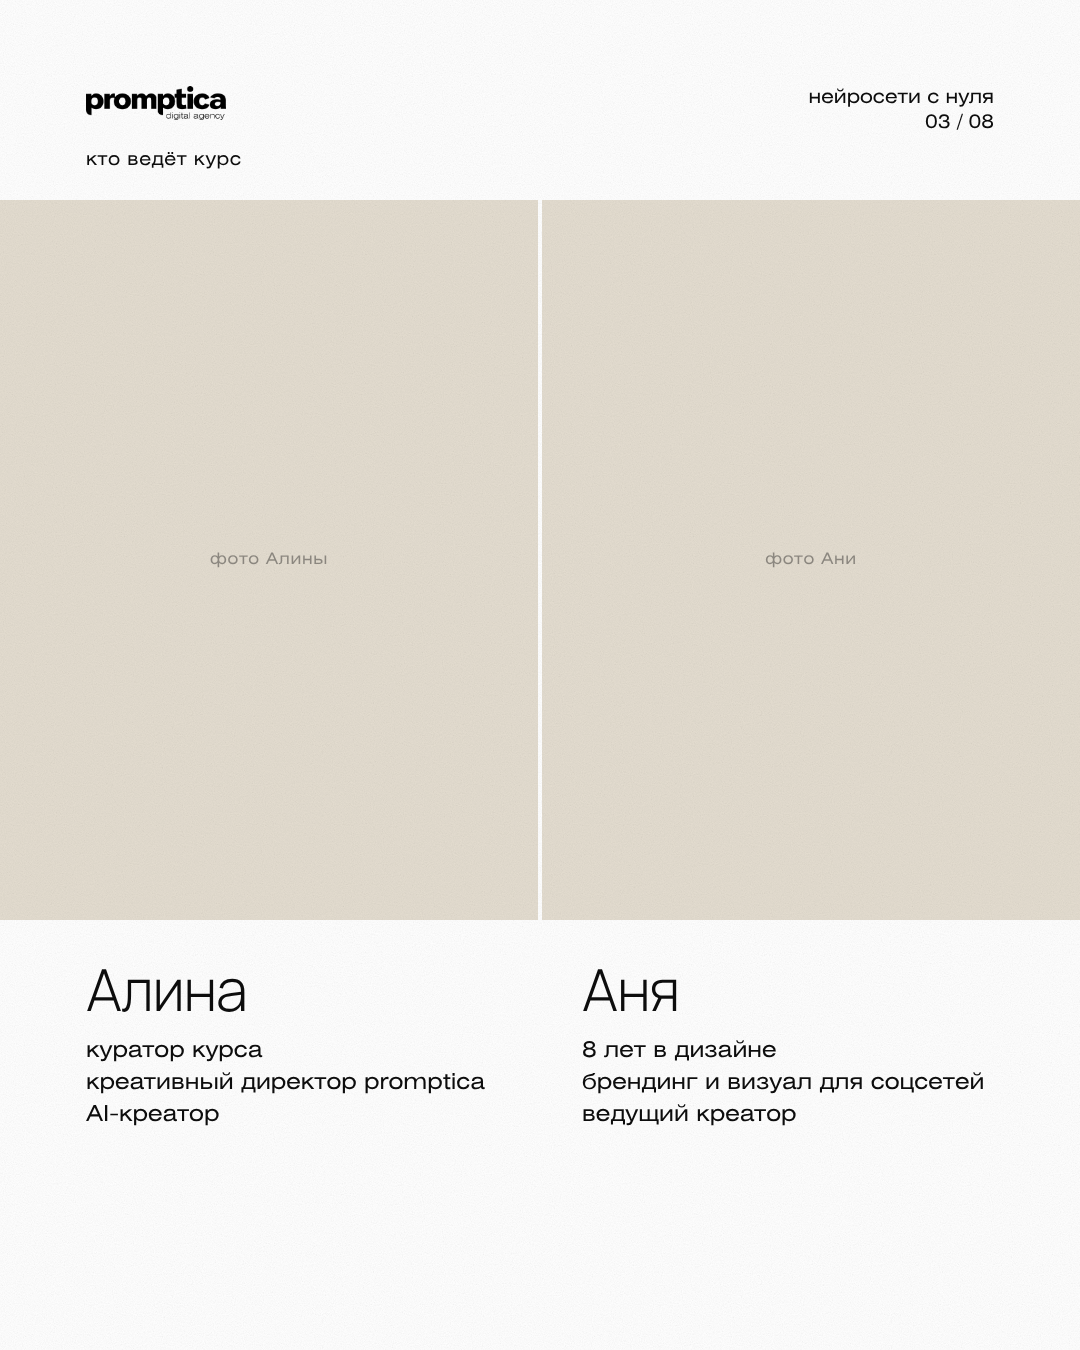 promptica
digital agency
нейросети с нуля
03 / 08
кто ведёт курс
фото Алины
фото Ани
Алина
куратор курса
креативный директор promptica
AI-креатор
Аня
8 лет в дизайне
брендинг и визуал для соцсетей
ведущий креатор